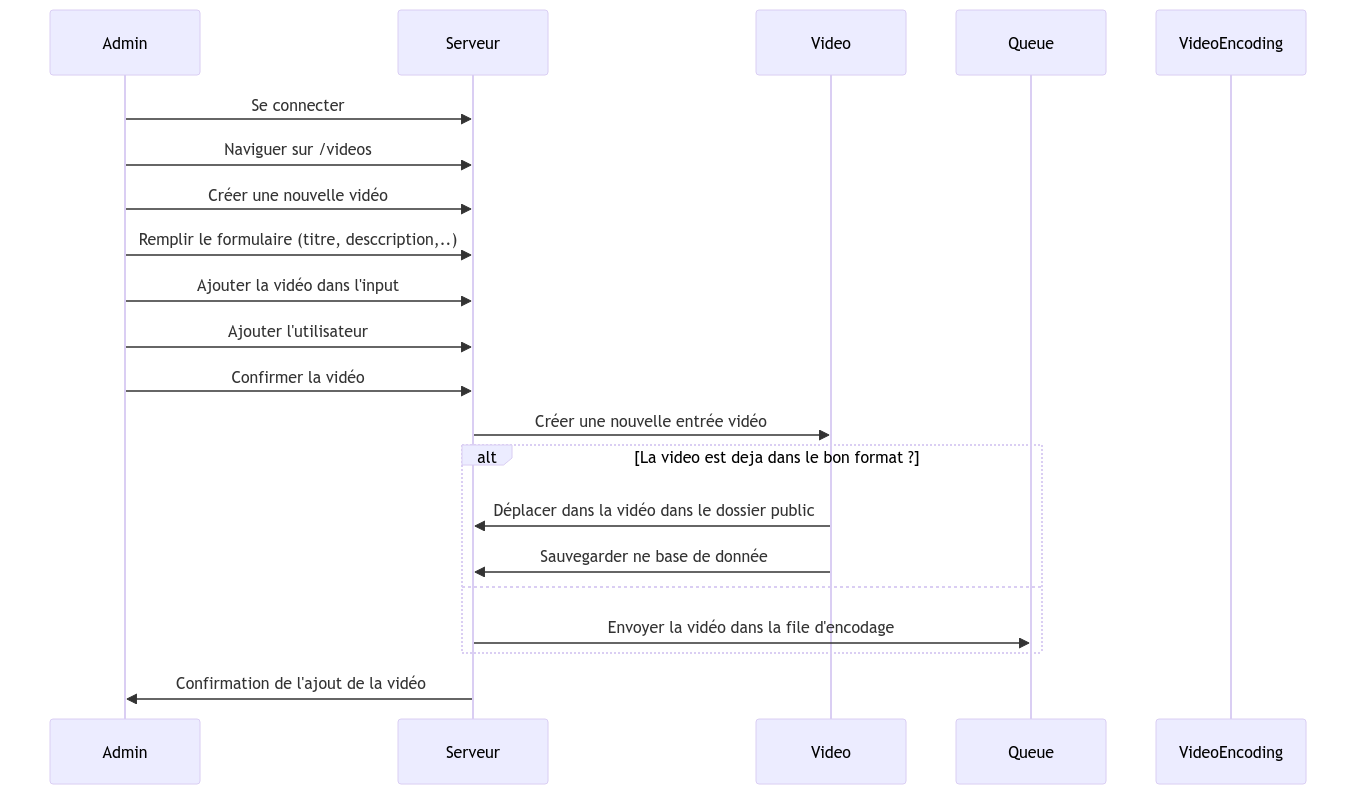 Admin
Serveur
Video
Queue
VideoEncoding
Se connecter
Naviguer sur /videos
Créer une nouvelle vidéo
Remplir le formulaire (titre, desccription,..)
Ajouter la vidéo dans l'input
Ajouter l'utilisateur
Confirmer la vidéo
Créer une nouvelle entrée vidéo
alt
[La video est deja dans le bon format ?]
Déplacer dans la vidéo dans le dossier public
Sauvegarder ne base de donnée
Envoyer la vidéo dans la file d'encodage
Confirmation de l'ajout de la vidéo
Admin
Serveur
Video
Queue
VideoEncoding